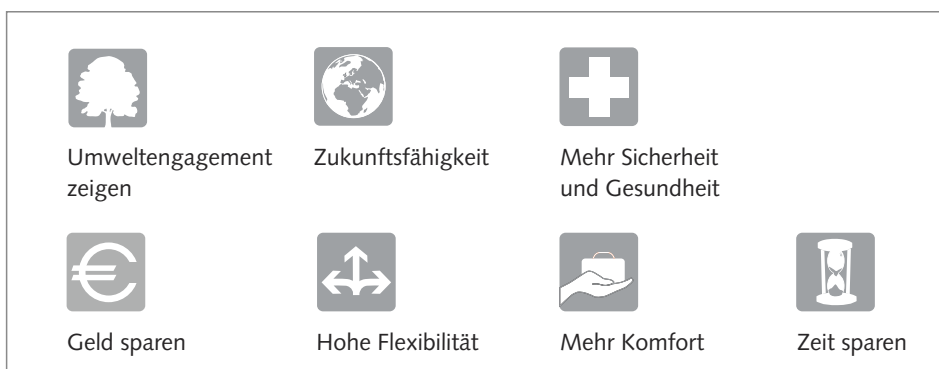 Umweltengagement
zeigen
Zukunftsfähigkeit
Mehr Sicherheit
und Gesundheit
€
Geld sparen
Hohe Flexibilität
Mehr Komfort
Zeit sparen